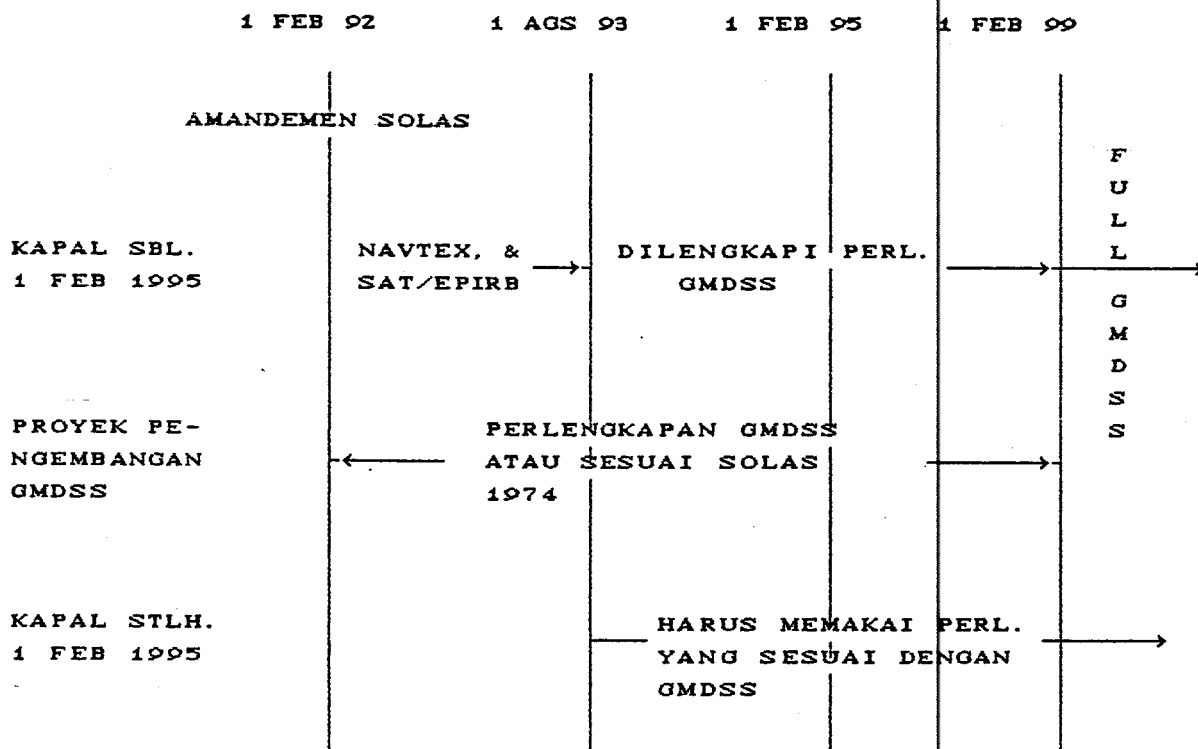 1 FEB 92 1 AGS 93 1 FEB 95 1 FEB 99
AMANDEMEN SOLAS
KAPAL SBL.
1 FEB 1995
NAVTEX, &
SAT/EPIRB
DILENGKAPI PERL.
GMDSS
FULL GMDSS
PROYEK PE-
NGEMBANGAN
GMDSS
PERLENGKAPAN GMDSS
ATAU SESUAI SOLAS
1974
KAPAL STLH.
1 FEB 1995
HARUS MEMAKAI PERL.
YANG SESUAI DENGAN
GMDSS